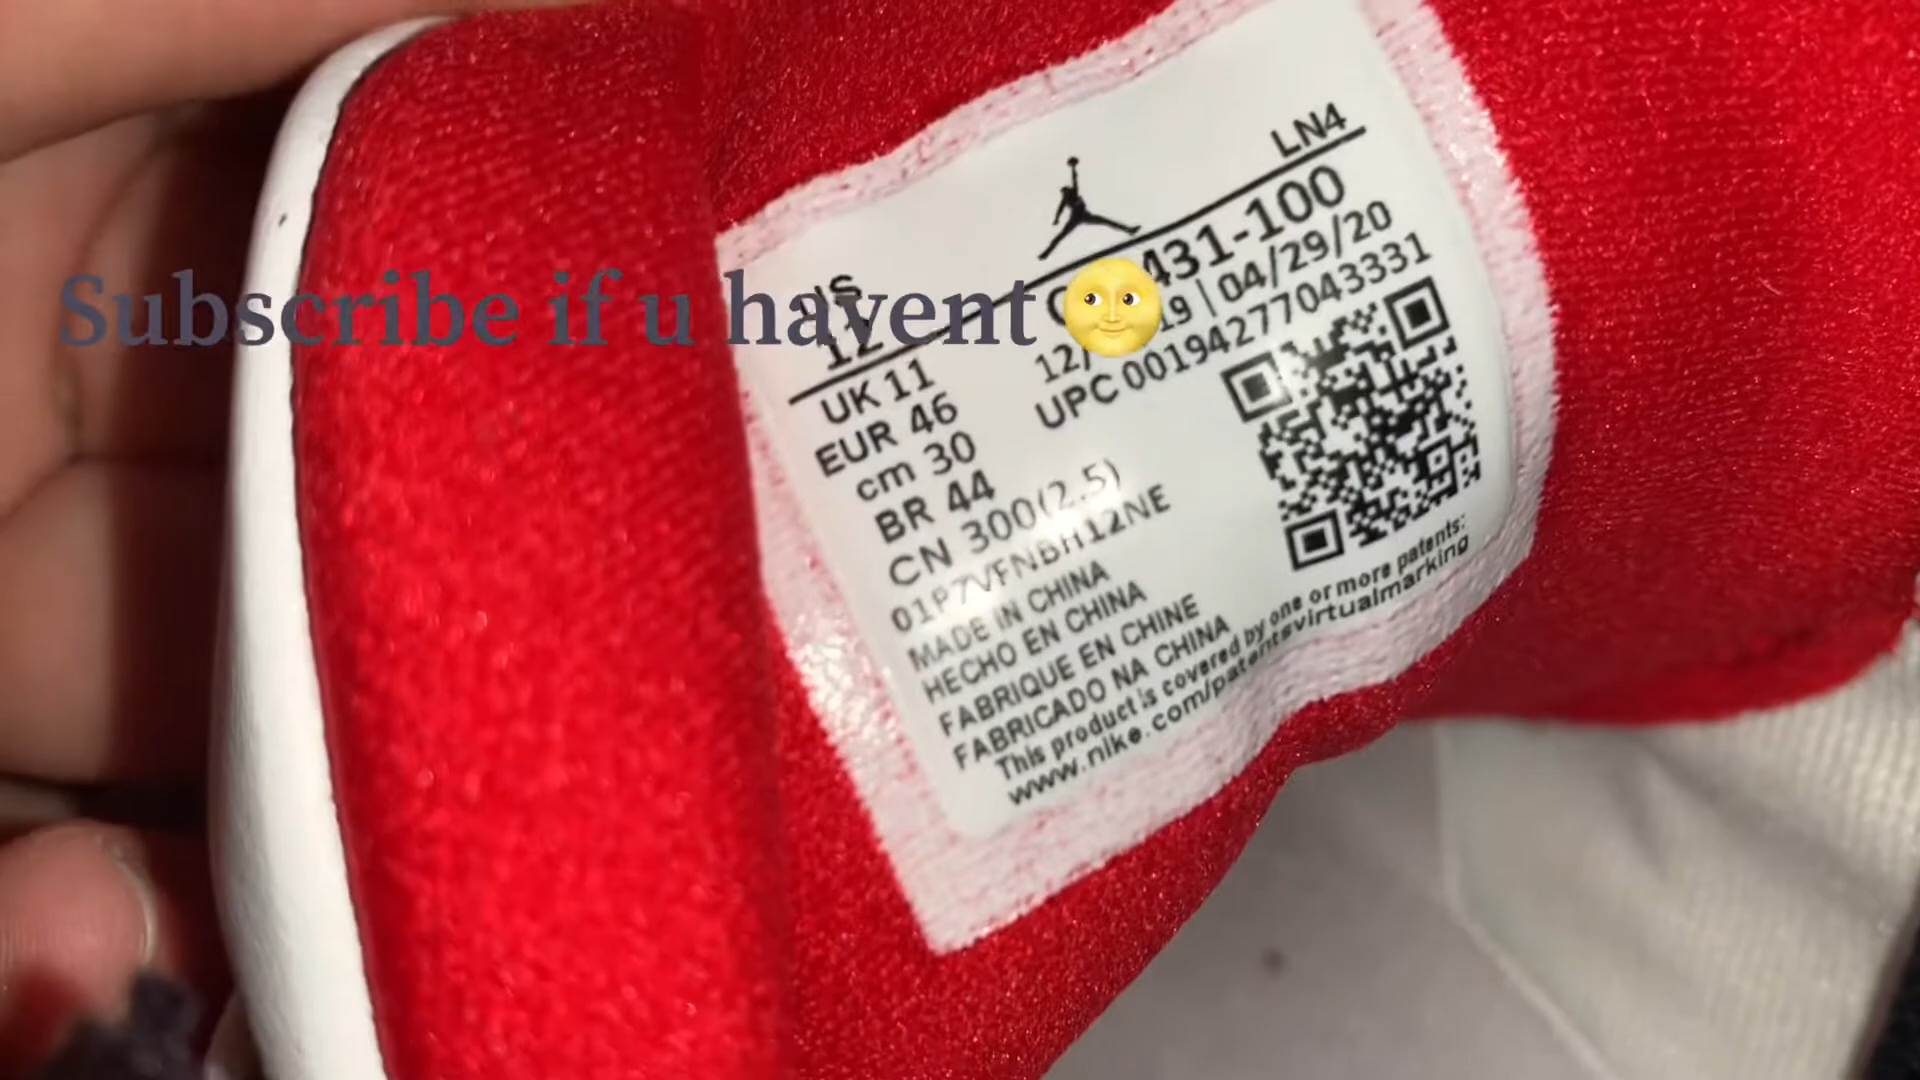 Subscribe if u havent🌝
LN4
US
12
UK 11
EUR 46
cm 30
BR 44
CN 300(2.5)
431-100
19 | 04/29/20
UPC 00194277043331
01P7VFNBH12NE
MADE IN CHINA
HECHO EN CHINA
FABRIQUE EN CHINE
FABRICADO NA CHINA
This product is covered by one or more patents:
www.nike.com/patentsvirtualmarking